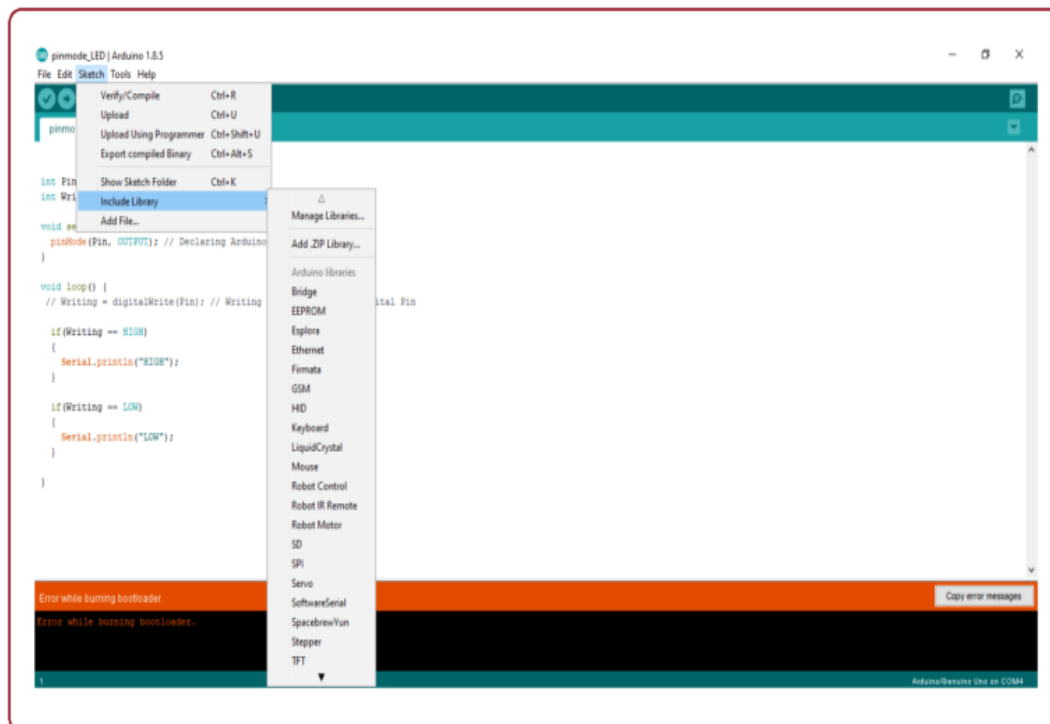 pinmode_LED | Arduino 1.8.5
File Edit Sketch Tools Help
Verify/Compile Ctrl+R
Upload Ctrl+U
Upload Using Programmer Ctrl+Shift+U
Export compiled Binary Ctrl+Alt+S
Show Sketch Folder Ctrl+K
Include Library
Add File...
pinmo
Manage Libraries...
Add .ZIP Library...
Arduino libraries
Bridge
EEPROM
Esplora
Ethernet
Firmata
GSM
HID
Keyboard
LiquidCrystal
Mouse
Robot Control
Robot IR Remote
Robot Motor
SD
SPI
Servo
SoftwareSerial
SpacebrewYun
Stepper
TFT
int Pin
int Wri
void se
pinMode(Pin, OUTPUT); // Declaring Arduino
}
void loop() {
// Writing = digitalWrite(Pin); // Writing ital Pin
if(Writing == HIGH)
{
Serial.println("HIGH");
}
if(Writing == LOW)
{
Serial.println("LOW");
}
}
Error while burning bootloader.
Copy error messages
Error while burning bootloader.
1
Arduino/Genuino Uno on COM4